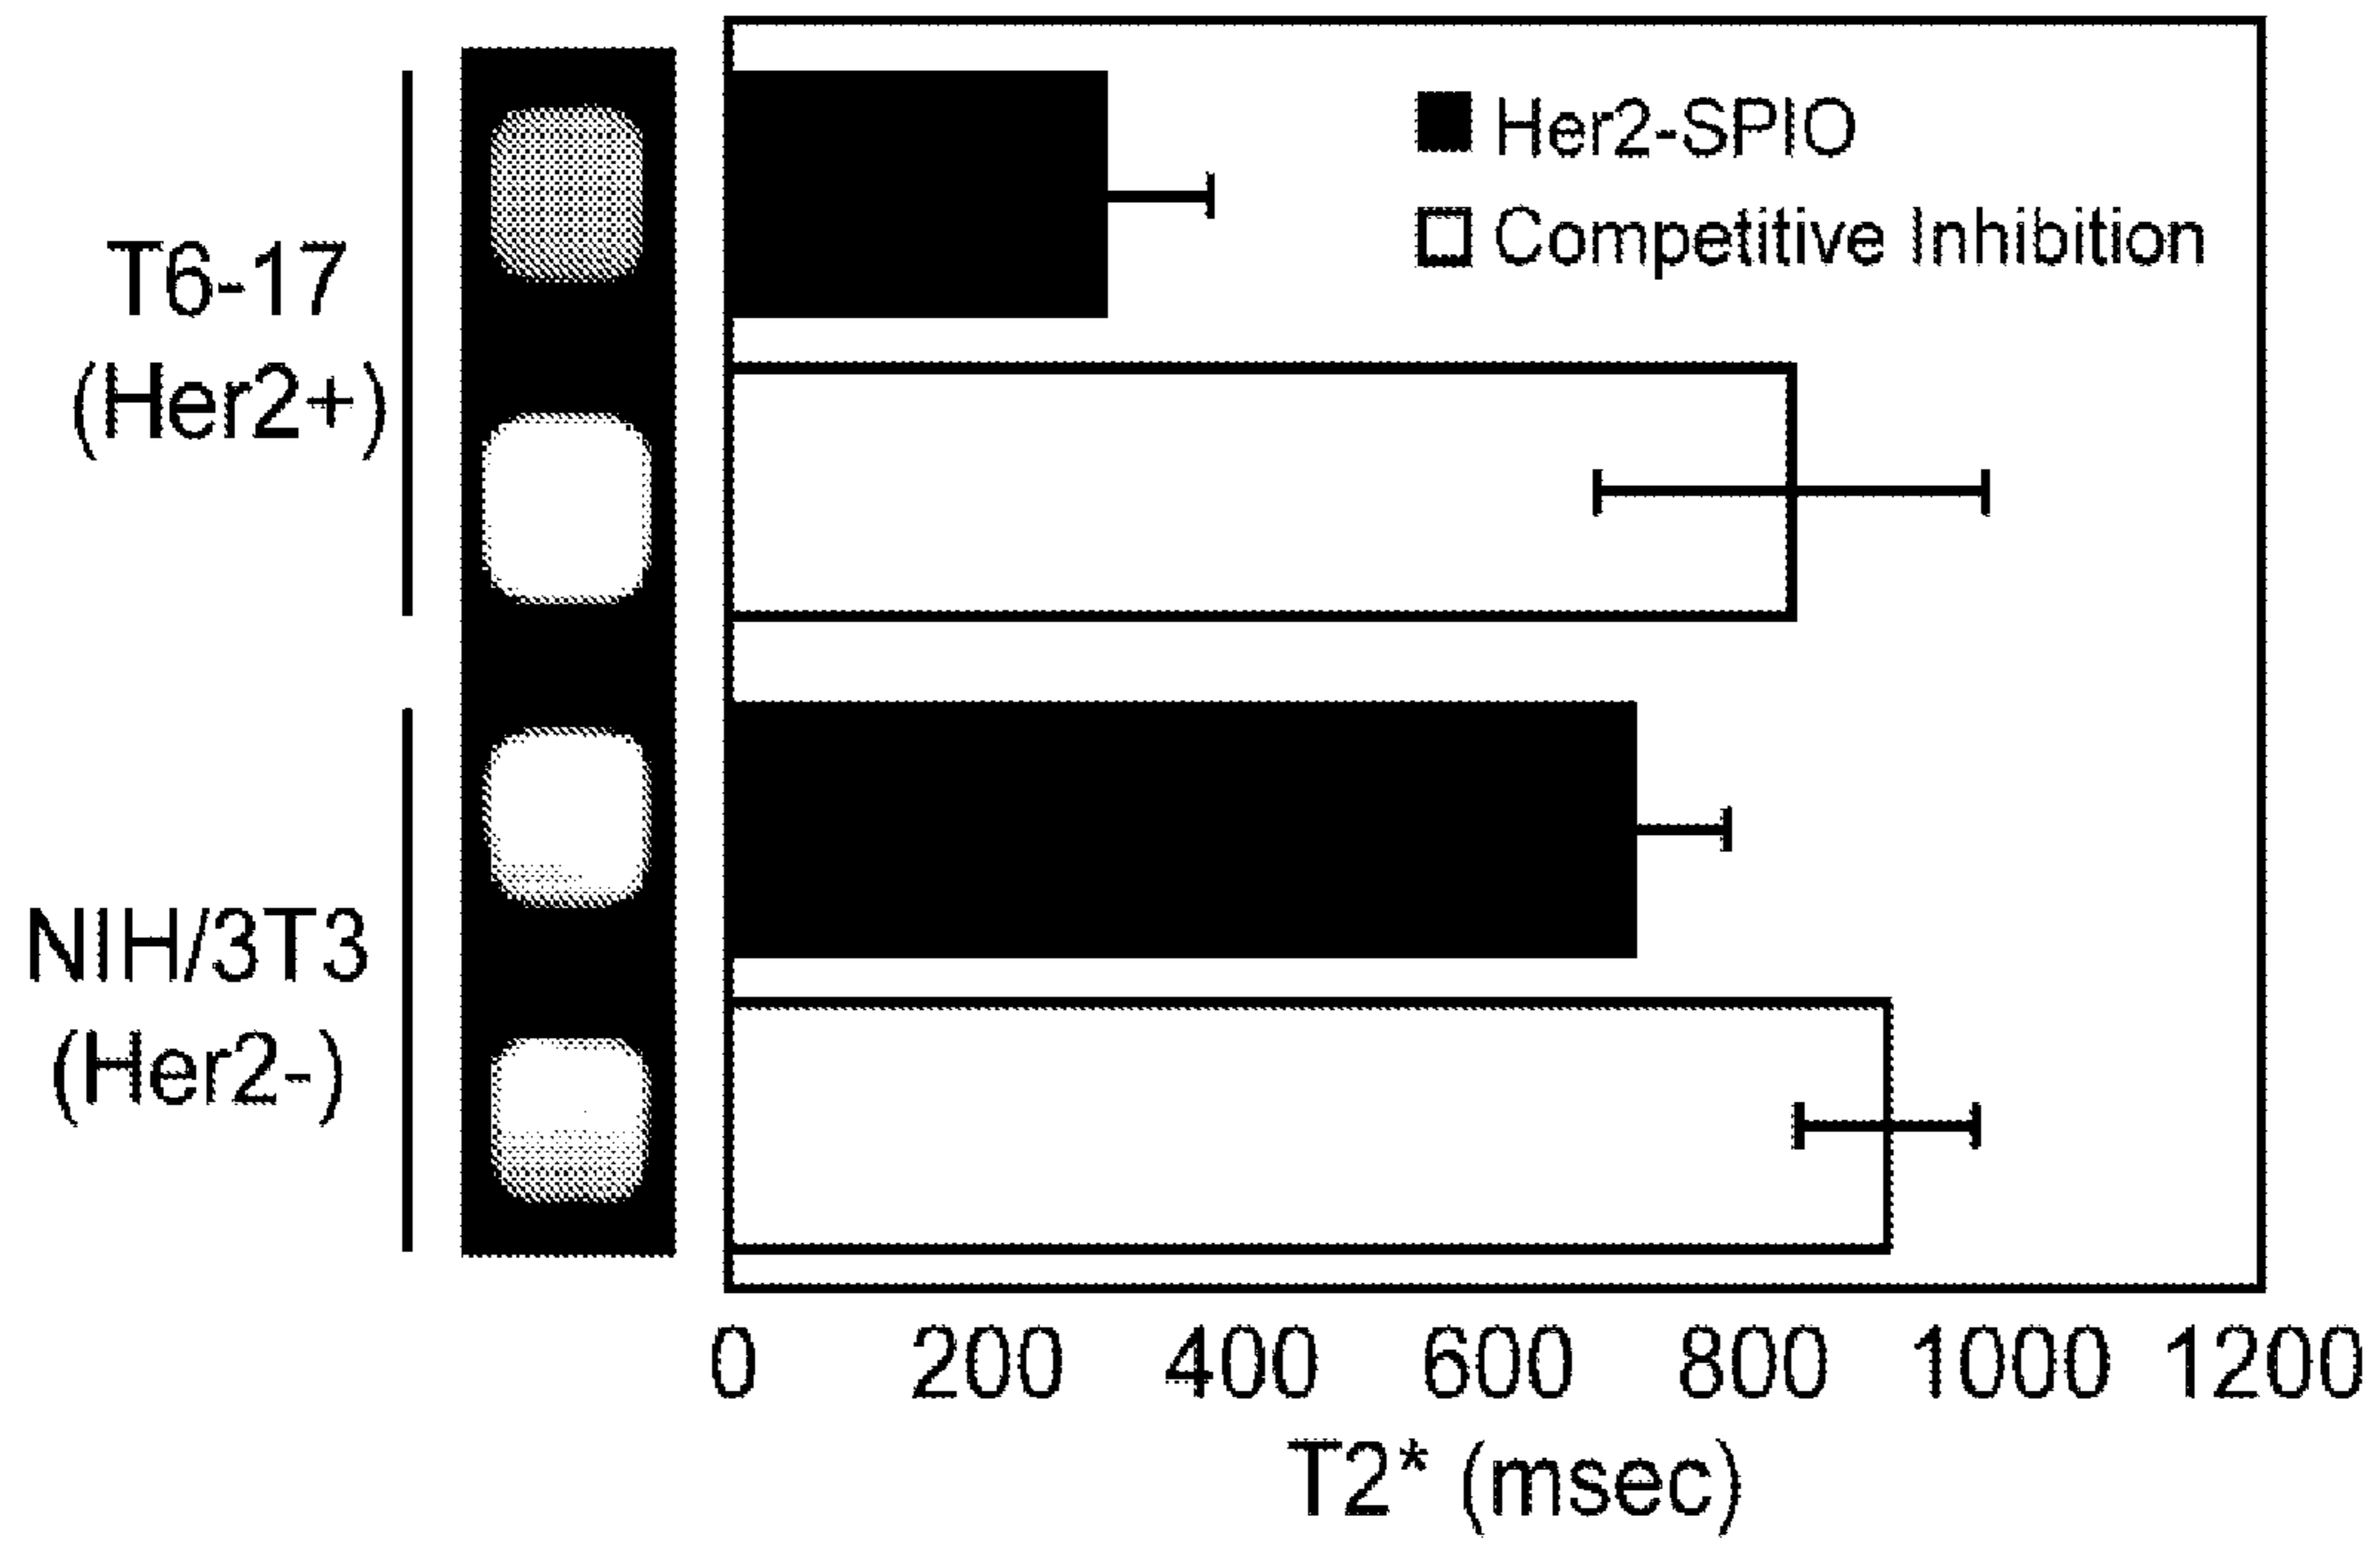 Her2-SPIO
Competitive Inhibition
T6-17
(Her2+)
NIH/3T3
(Her2-)
0 200 400 600 800 1000 1200
T2* (msec)